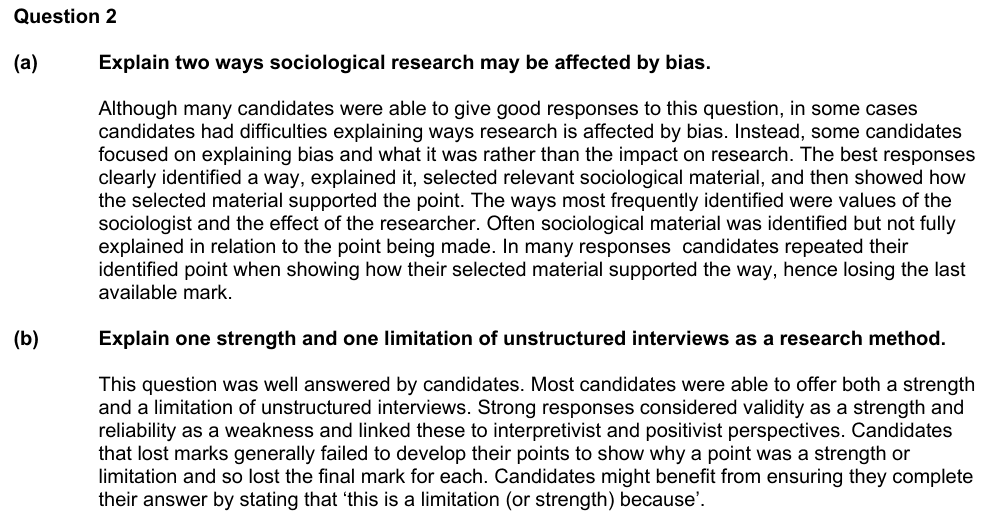 Question 2
(a) Explain two ways sociological research may be affected by bias.
Although many candidates were able to give good responses to this question, in some cases
candidates had difficulties explaining ways research is affected by bias. Instead, some candidates
focused on explaining bias and what it was rather than the impact on research. The best responses
clearly identified a way, explained it, selected relevant sociological material, and then showed how
the selected material supported the point. The ways most frequently identified were values of the
sociologist and the effect of the researcher. Often sociological material was identified but not fully
explained in relation to the point being made. In many responses  candidates repeated their
identified point when showing how their selected material supported the way, hence losing the last
available mark.
(b) Explain one strength and one limitation of unstructured interviews as a research method.
This question was well answered by candidates. Most candidates were able to offer both a strength
and a limitation of unstructured interviews. Strong responses considered validity as a strength and
reliability as a weakness and linked these to interpretivist and positivist perspectives. Candidates
that lost marks generally failed to develop their points to show why a point was a strength or
limitation and so lost the final mark for each. Candidates might benefit from ensuring they complete
their answer by stating that ‘this is a limitation (or strength) because’.